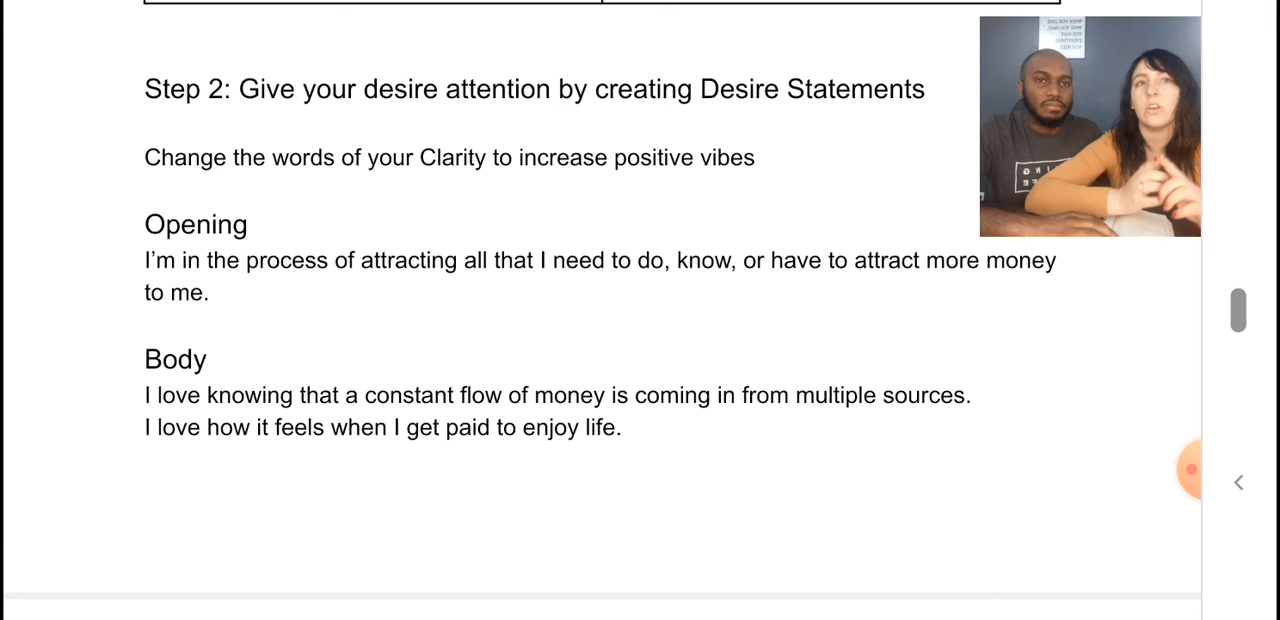 Step 2: Give your desire attention by creating Desire Statements
Change the words of your Clarity to increase positive vibes
Opening
I’m in the process of attracting all that I need to do, know, or have to attract more money
to me.
Body
I love knowing that a constant flow of money is coming in from multiple sources.
I love how it feels when I get paid to enjoy life.